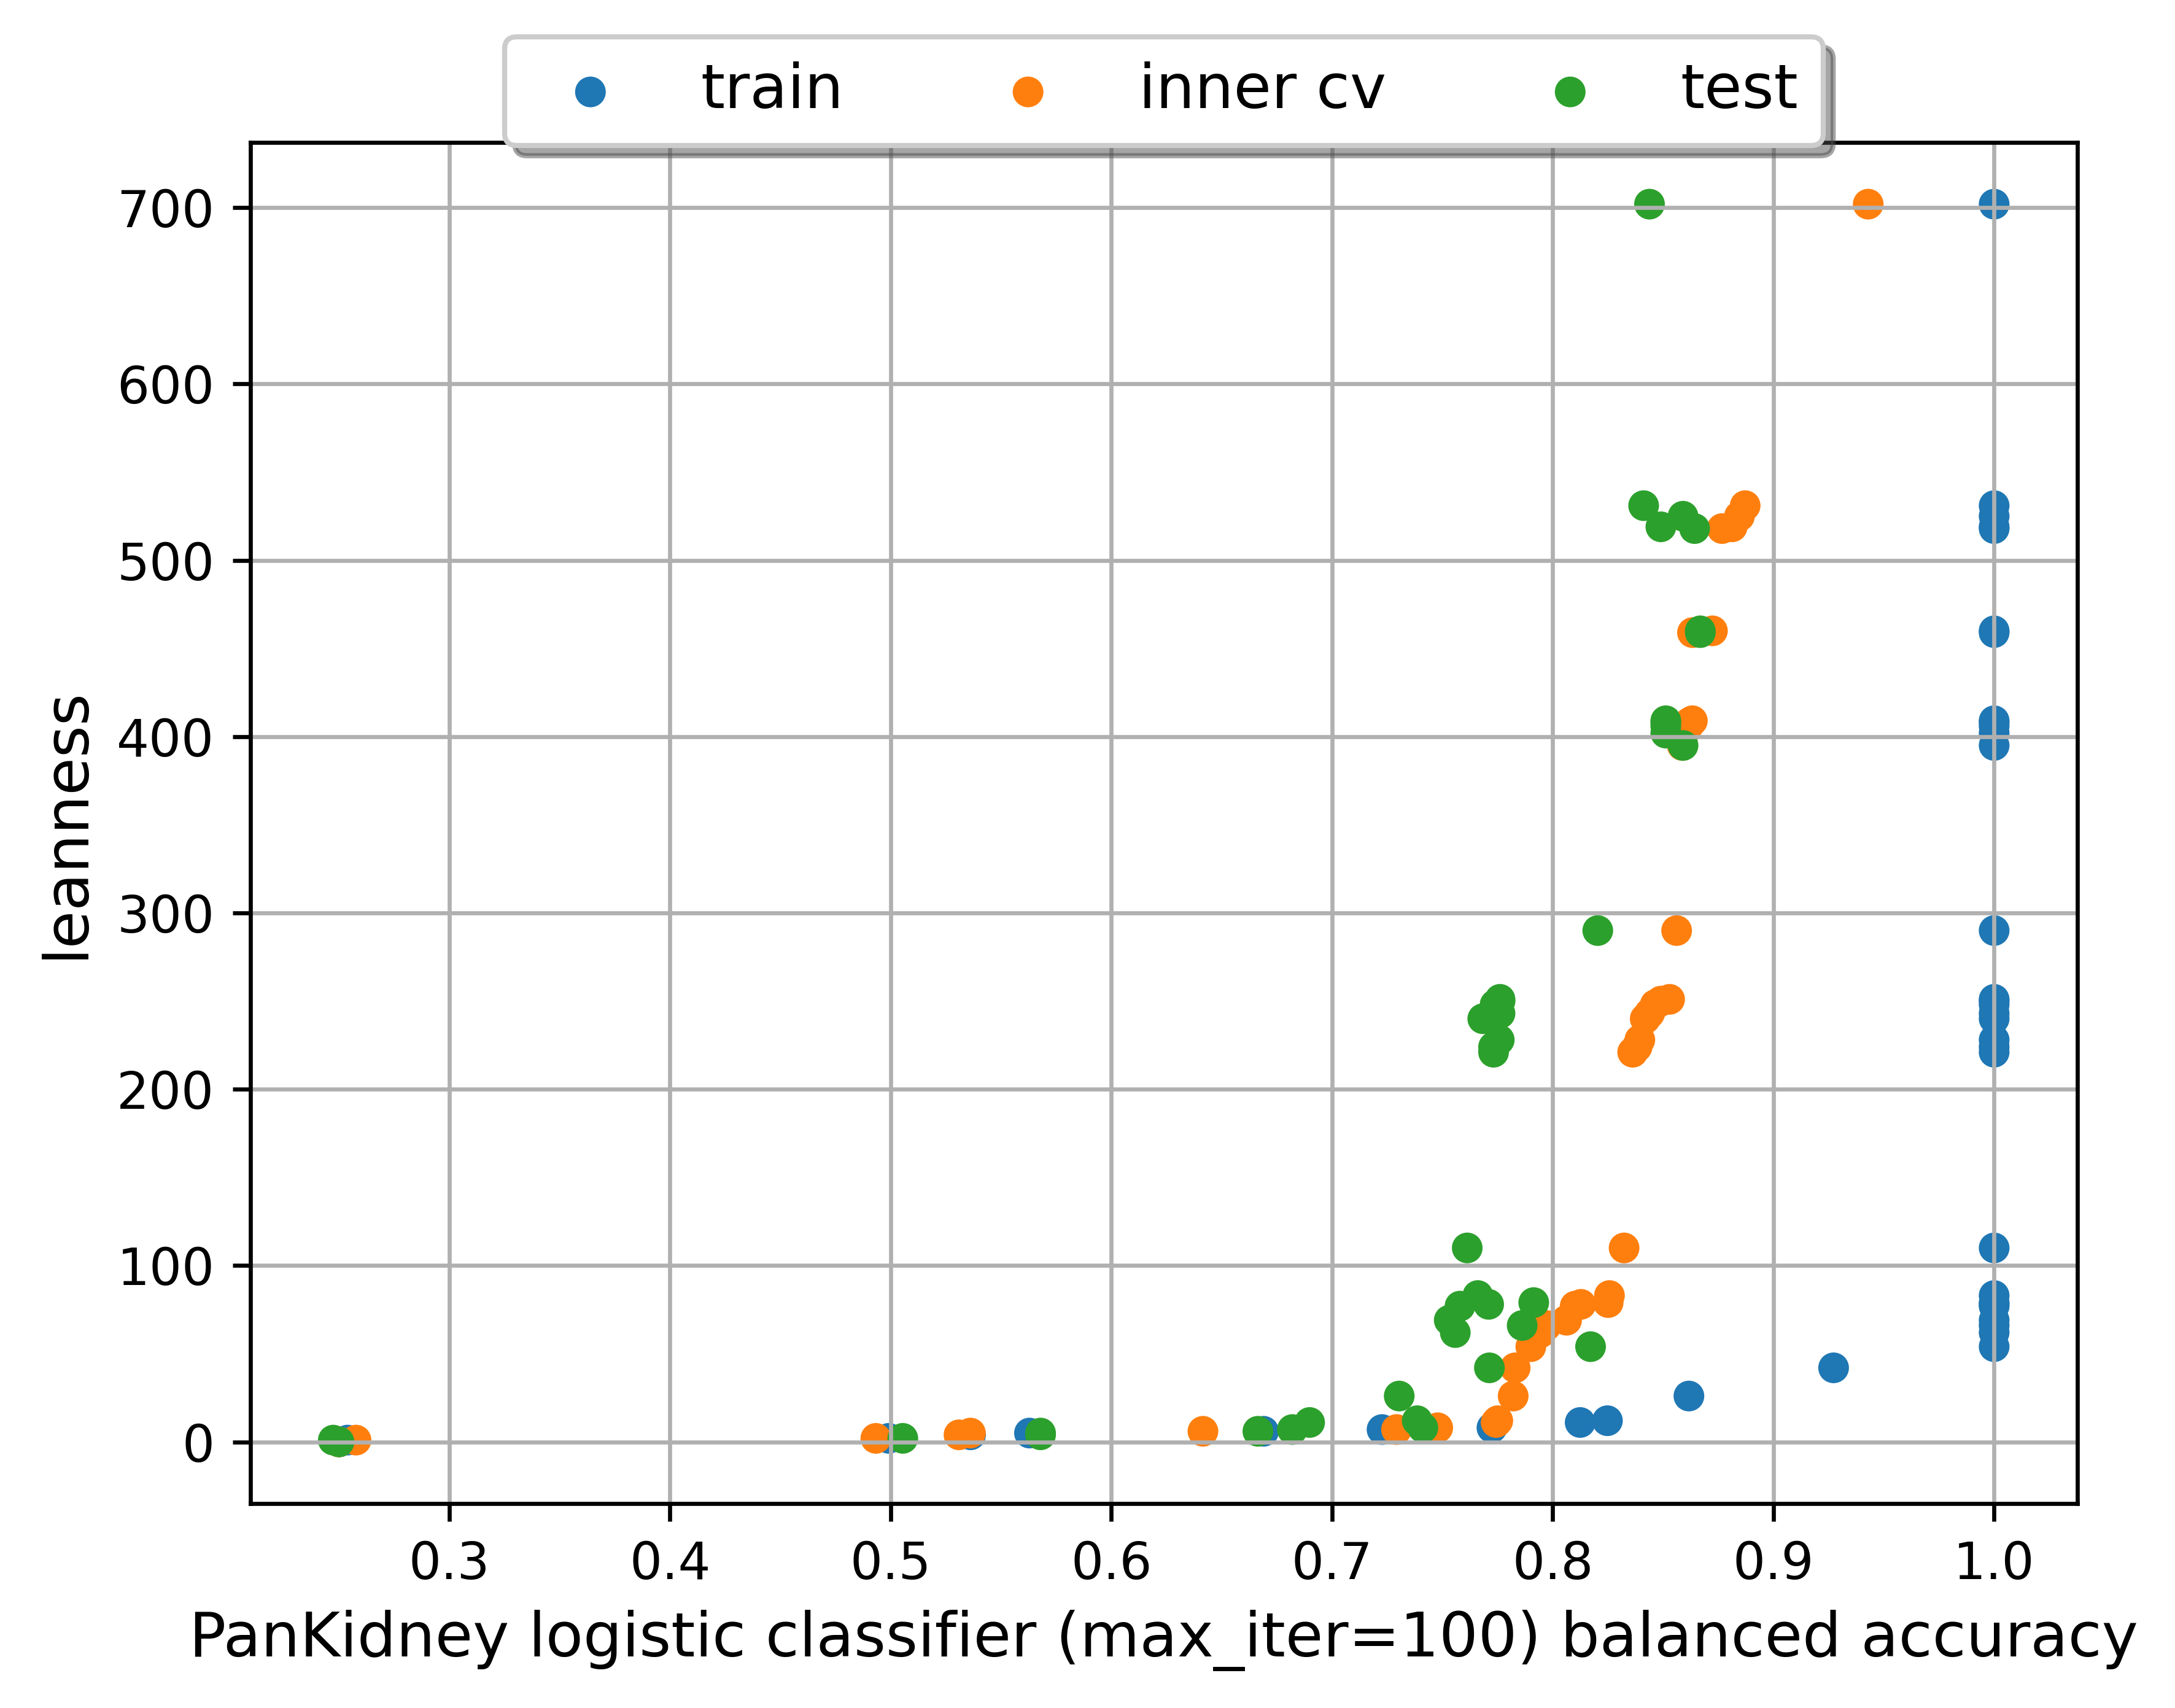 train inner cv test
700
600
500
400
300
200
100
0
leanness
0.3 0.4 0.5 0.6 0.7 0.8 0.9 1.0
PanKidney logistic classifier (max_iter=100) balanced accuracy